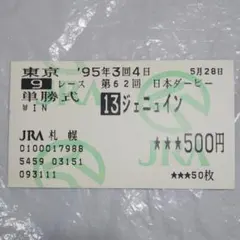 東京 '95年3回4日 5月28日
9 レース 第62回 日本ダービー
単勝式 WIN 13 ジェニュイン
JRA 札幌 ★★★500円
0100017988
5459 03151
093111 ★★★50枚
JRA